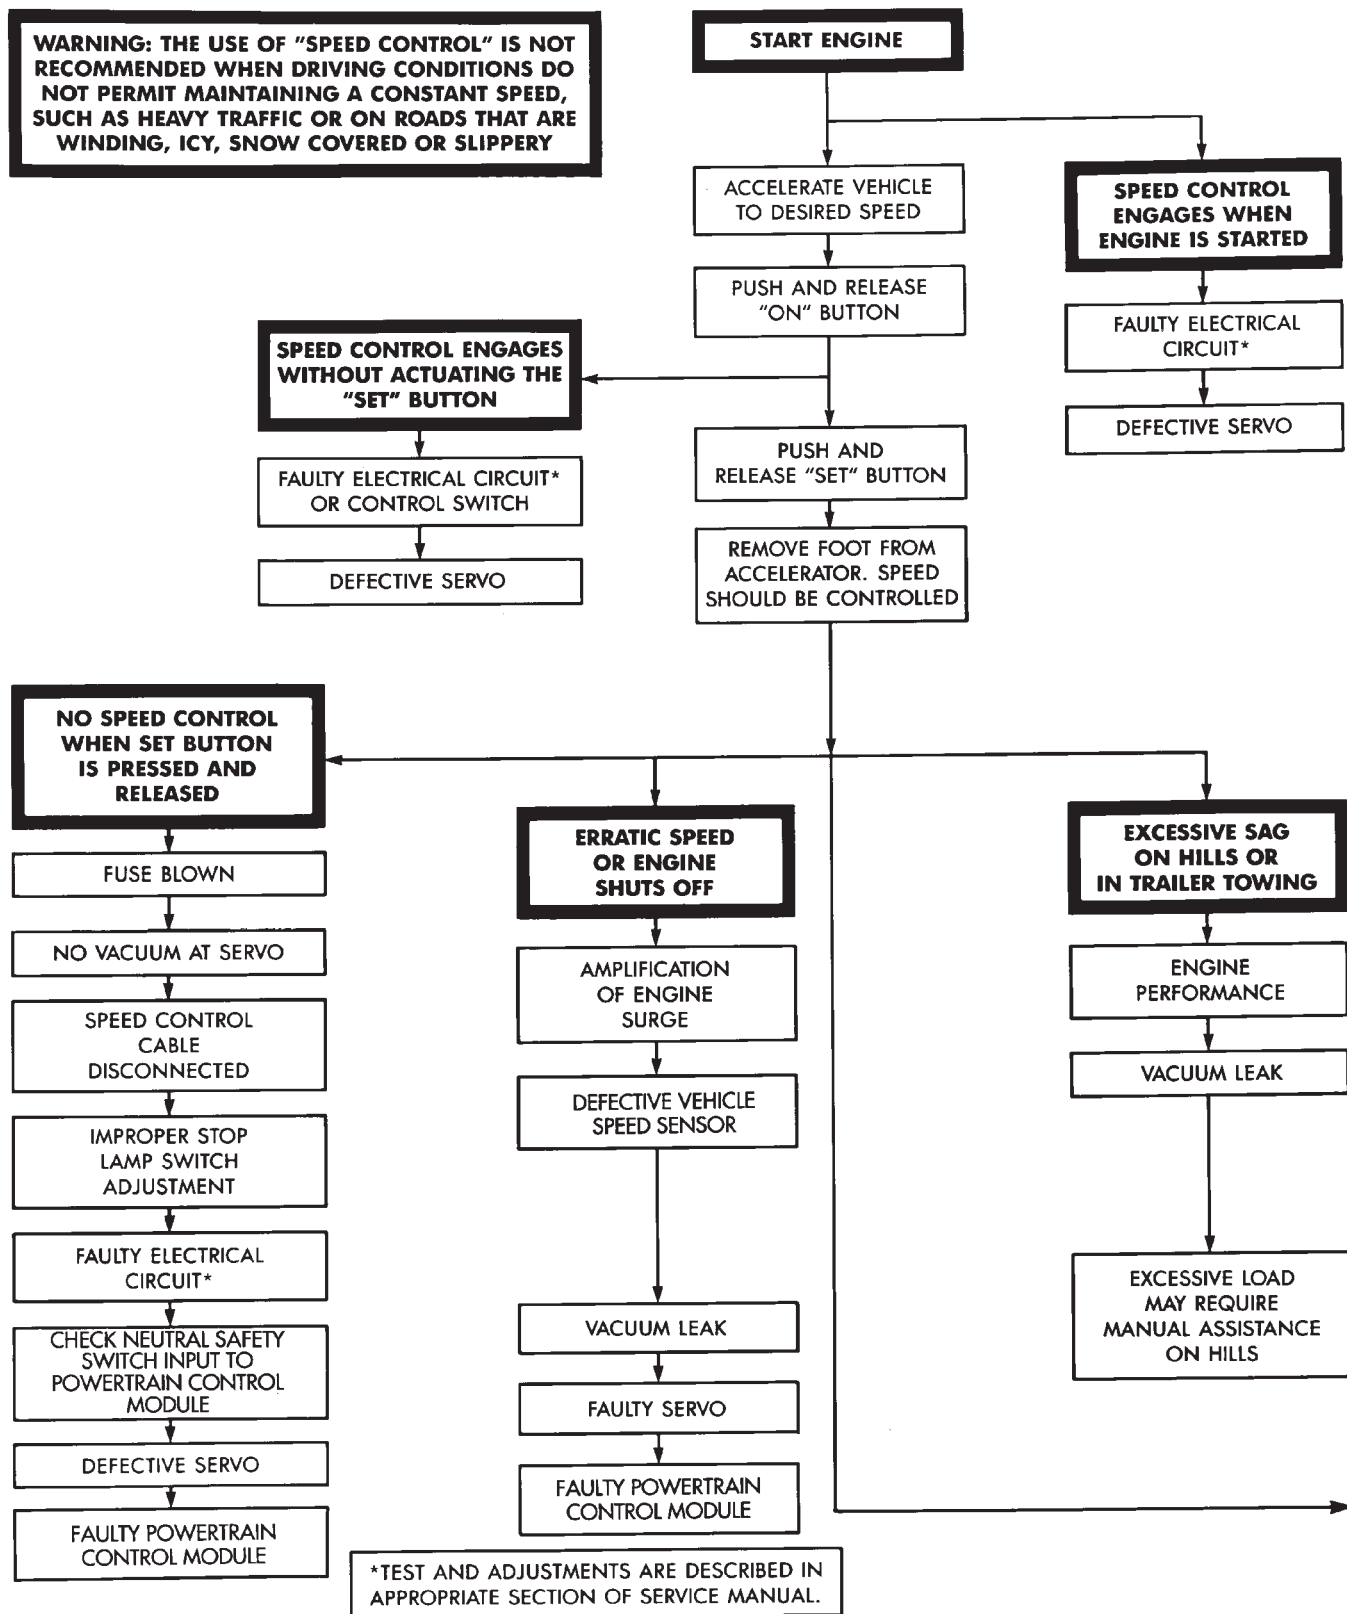 WARNING: THE USE OF "SPEED CONTROL" IS NOT
RECOMMENDED WHEN DRIVING CONDITIONS DO
NOT PERMIT MAINTAINING A CONSTANT SPEED,
SUCH AS HEAVY TRAFFIC OR ON ROADS THAT ARE
WINDING, ICY, SNOW COVERED OR SLIPPERY
START ENGINE
ACCELERATE VEHICLE
TO DESIRED SPEED
SPEED CONTROL
ENGAGES WHEN
ENGINE IS STARTED
PUSH AND RELEASE
"ON" BUTTON
FAULTY ELECTRICAL
CIRCUIT*
DEFECTIVE SERVO
SPEED CONTROL ENGAGES
WITHOUT ACTUATING THE
"SET" BUTTON
FAULTY ELECTRICAL CIRCUIT*
OR CONTROL SWITCH
DEFECTIVE SERVO
PUSH AND
RELEASE "SET" BUTTON
REMOVE FOOT FROM
ACCELERATOR. SPEED
SHOULD BE CONTROLLED
NO SPEED CONTROL
WHEN SET BUTTON
IS PRESSED AND
RELEASED
FUSE BLOWN
NO VACUUM AT SERVO
SPEED CONTROL
CABLE
DISCONNECTED
IMPROPER STOP
LAMP SWITCH
ADJUSTMENT
FAULTY ELECTRICAL
CIRCUIT*
CHECK NEUTRAL SAFETY
SWITCH INPUT TO
POWERTRAIN CONTROL
MODULE
DEFECTIVE SERVO
FAULTY POWERTRAIN
CONTROL MODULE
ERRATIC SPEED
OR ENGINE
SHUTS OFF
AMPLIFICATION
OF ENGINE
SURGE
DEFECTIVE VEHICLE
SPEED SENSOR
VACUUM LEAK
FAULTY SERVO
FAULTY POWERTRAIN
CONTROL MODULE
EXCESSIVE SAG
ON HILLS OR
IN TRAILER TOWING
ENGINE
PERFORMANCE
VACUUM LEAK
EXCESSIVE LOAD
MAY REQUIRE
MANUAL ASSISTANCE
ON HILLS
*TEST AND ADJUSTMENTS ARE DESCRIBED IN
APPROPRIATE SECTION OF SERVICE MANUAL.